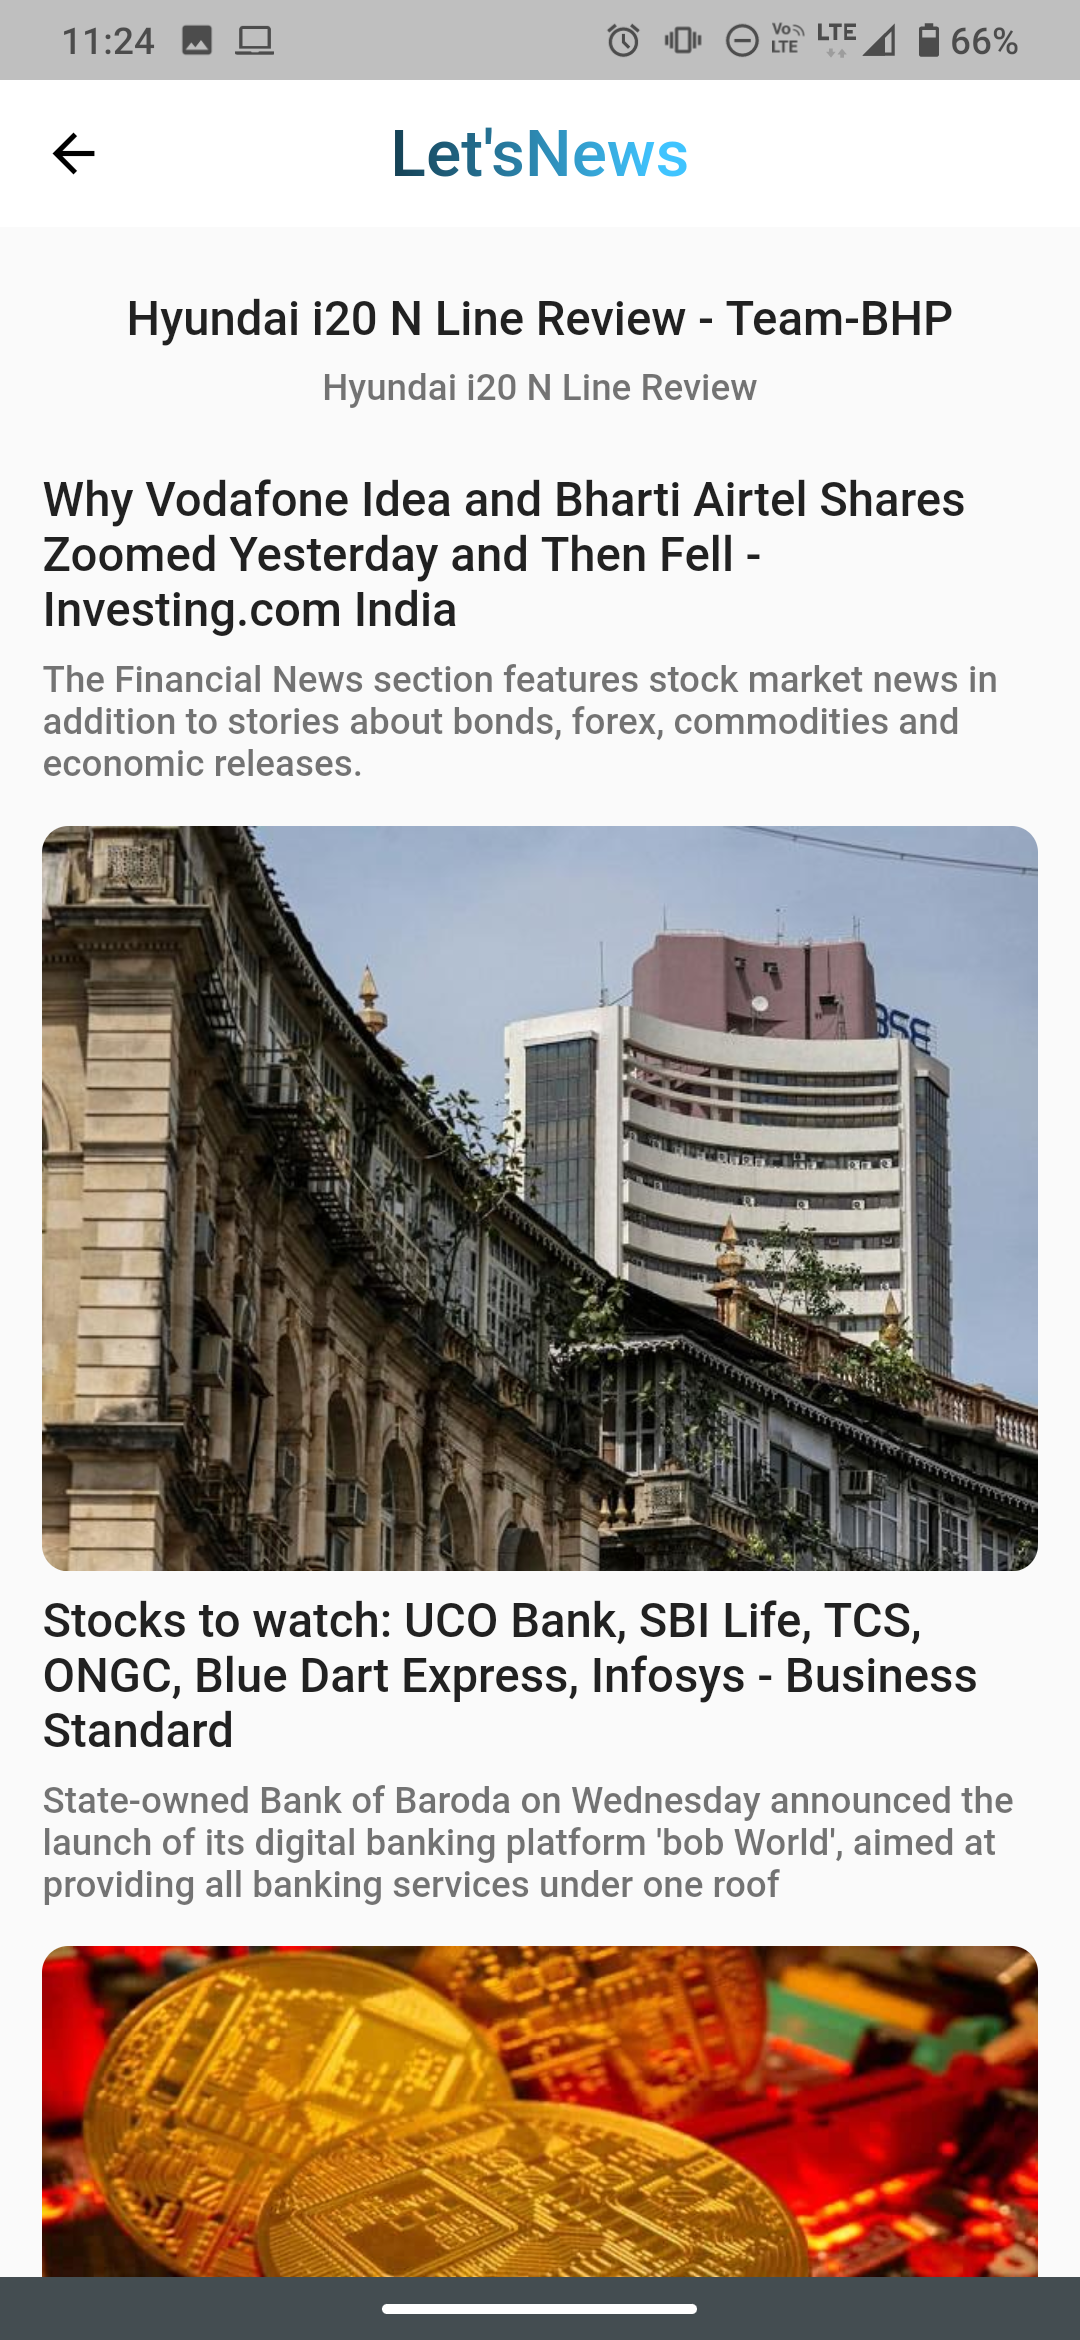 11:24
Vo LTE
LTE
66%
Let'sNews
Hyundai i20 N Line Review - Team-BHP
Hyundai i20 N Line Review
Why Vodafone Idea and Bharti Airtel Shares
Zoomed Yesterday and Then Fell -
Investing.com India
The Financial News section features stock market news in
addition to stories about bonds, forex, commodities and
economic releases.
BSE
Stocks to watch: UCO Bank, SBI Life, TCS,
ONGC, Blue Dart Express, Infosys - Business
Standard
State-owned Bank of Baroda on Wednesday announced the
launch of its digital banking platform 'bob World', aimed at
providing all banking services under one roof